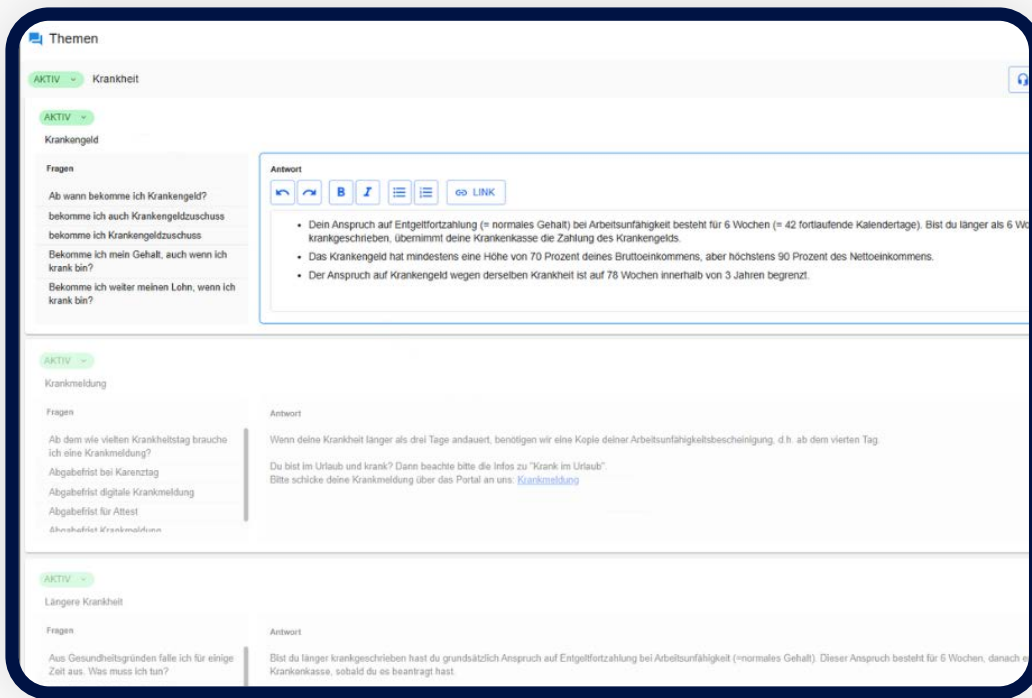 Themen
AKTIV Krankheit
AKTIV
Krankengeld
Fragen
Ab wann bekomme ich Krankengeld?
bekomme ich auch Krankengeldzuschuss
bekomme ich Krankengeldzuschuss
Bekomme ich mein Gehalt, auch wenn ich
krank bin?
Bekomme ich weiter meinen Lohn, wenn ich
krank bin?
Antwort
B I LINK
• Dein Anspruch auf Entgeltfortzahlung (= normales Gehalt) bei Arbeitsunfähigkeit besteht für 6 Wochen (= 42 fortlaufende Kalendertage). Bist du länger als 6 Wo
krankgeschrieben, übernimmt deine Krankenkasse die Zahlung des Krankengelds.
• Das Krankengeld hat mindestens eine Höhe von 70 Prozent deines Bruttoeinkommens, aber höchstens 90 Prozent des Nettoeinkommens.
• Der Anspruch auf Krankengeld wegen derselben Krankheit ist auf 78 Wochen innerhalb von 3 Jahren begrenzt.
AKTIV
Krankmeldung
Fragen
Ab dem wie vielten Krankheitstag brauche
ich eine Krankmeldung?
Abgabefrist bei Karenztag
Abgabefrist digitale Krankmeldung
Abgabefrist für Attest
Abgabefrist Krankmeldung
Antwort
Wenn deine Krankheit länger als drei Tage andauert, benötigen wir eine Kopie deiner Arbeitsunfähigkeitsbescheinigung, d.h. ab dem vierten Tag.
Du bist im Urlaub und krank? Dann beachte bitte die Infos zu "Krank im Urlaub".
Bitte schicke deine Krankmeldung über das Portal an uns: Krankmeldung
AKTIV
Längere Krankheit
Fragen
Aus Gesundheitsgründen falle ich für einige
Zeit aus. Was muss ich tun?
Antwort
Bist du länger krankgeschrieben hast du grundsätzlich Anspruch auf Entgeltfortzahlung bei Arbeitsunfähigkeit (=normales Gehalt). Dieser Anspruch besteht für 6 Wochen, danach
Krankenkasse, sobald du es beantragt hast.